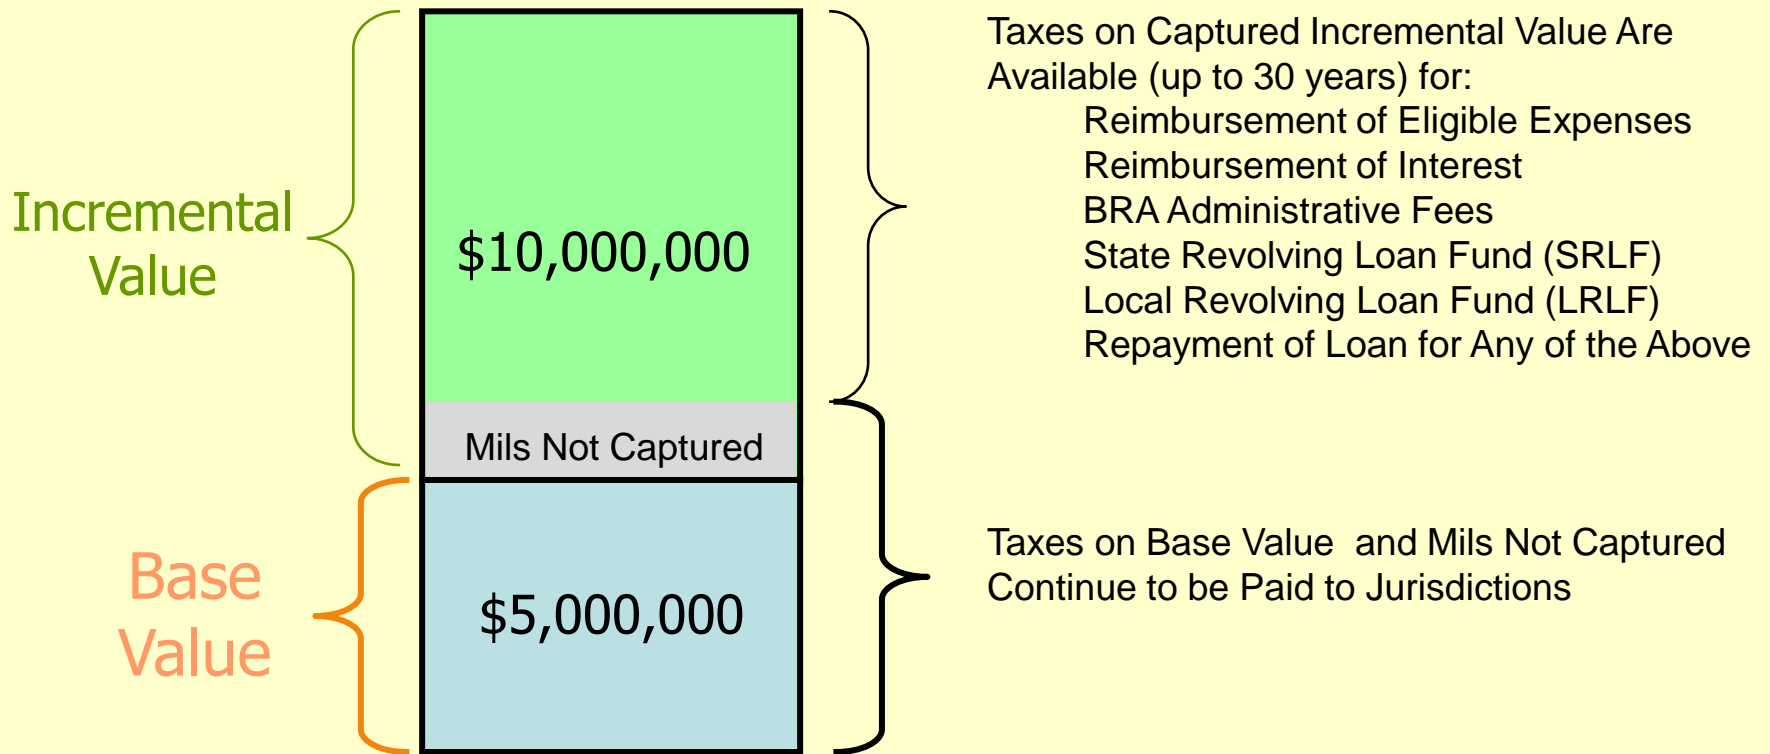 Incremental
Value
$10,000,000
Mils Not Captured
Base
Value
$5,000,000
Taxes on Captured Incremental Value Are
Available (up to 30 years) for:
Reimbursement of Eligible Expenses
Reimbursement of Interest
BRA Administrative Fees
State Revolving Loan Fund (SRLF)
Local Revolving Loan Fund (LRLF)
Repayment of Loan for Any of the Above
Taxes on Base Value and Mils Not Captured
Continue to be Paid to Jurisdictions